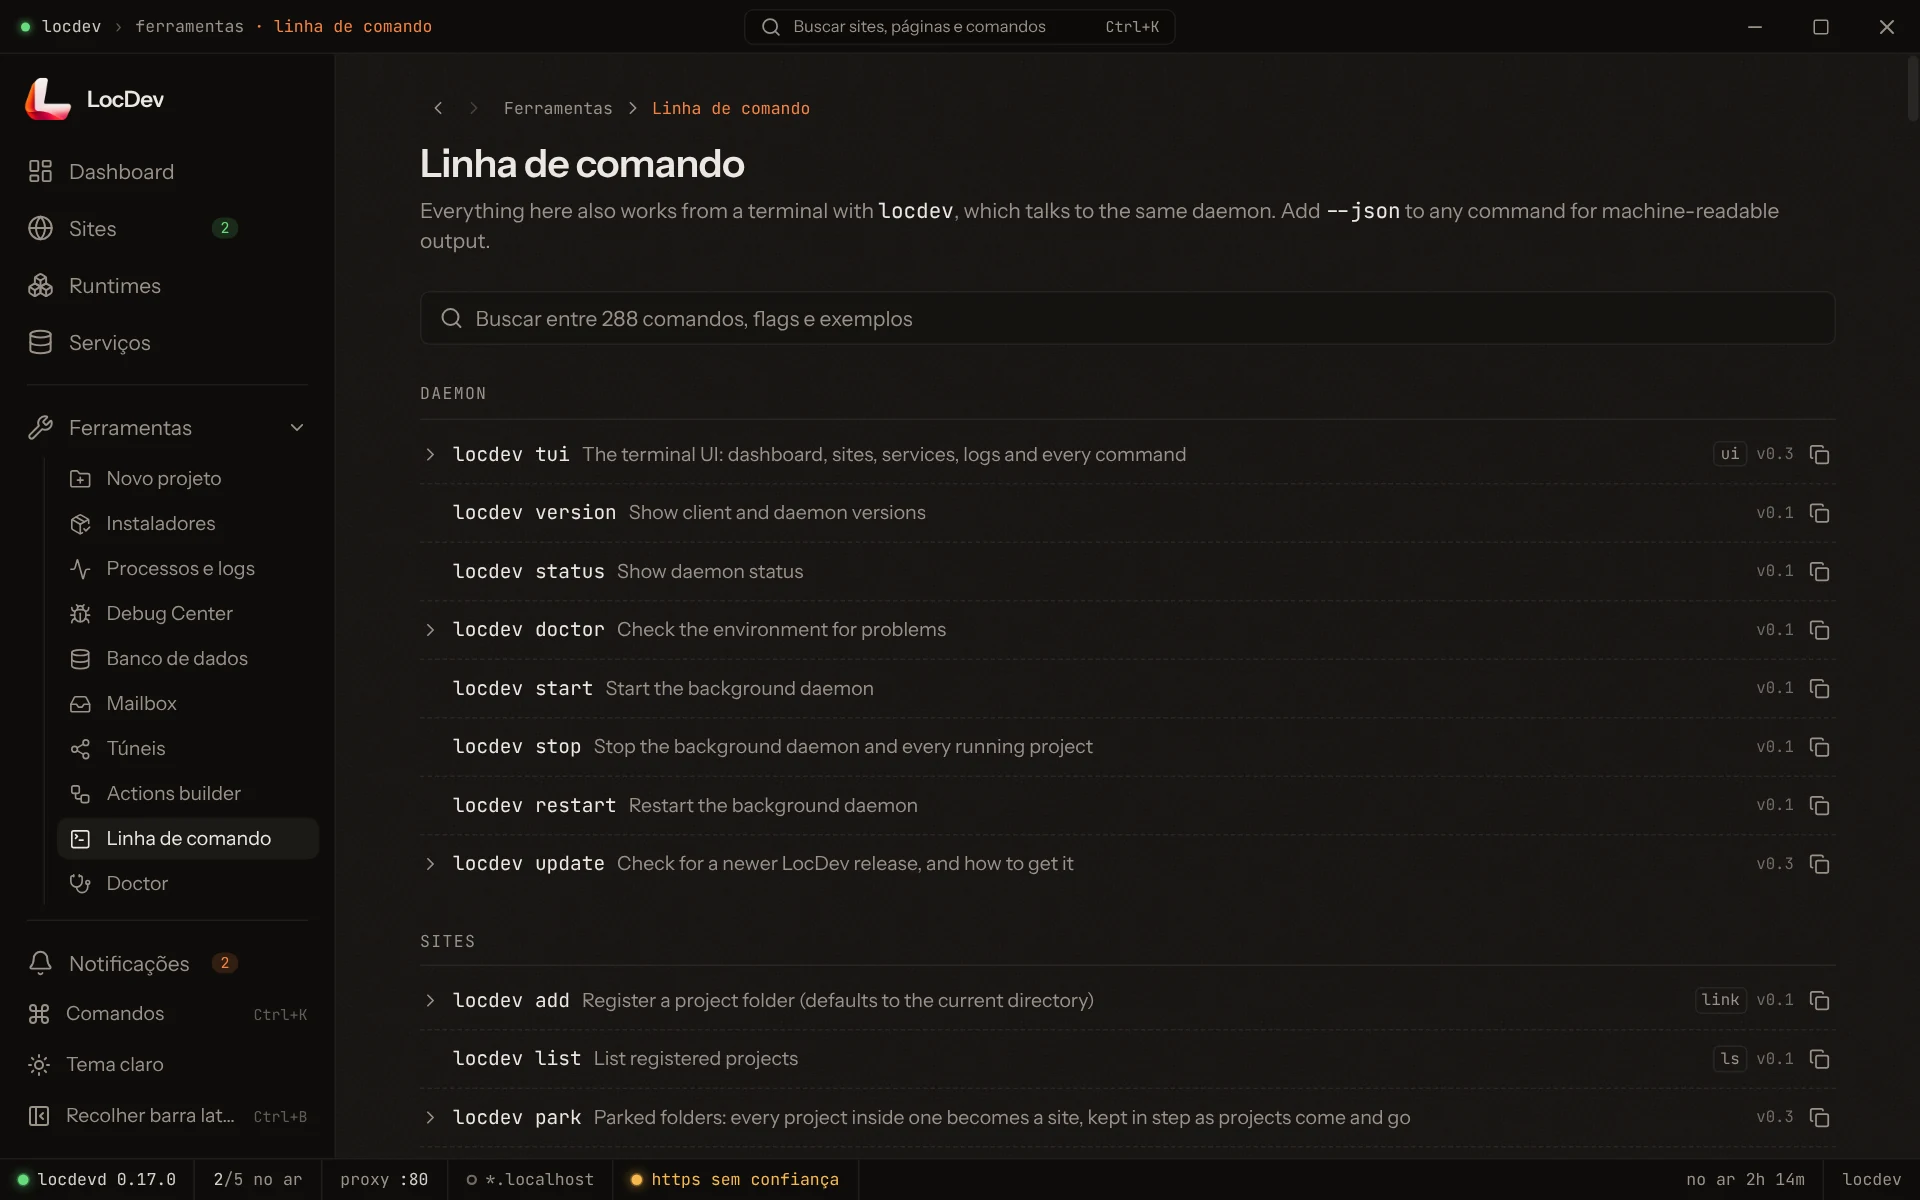 locdev › ferramentas · linha de comando
Buscar sites, páginas e comandos Ctrl+K
LocDev
Dashboard
Sites 2
Runtimes
Serviços
Ferramentas
Novo projeto
Instaladores
Processos e logs
Debug Center
Banco de dados
Mailbox
Túneis
Actions builder
Linha de comando
Doctor
Notificações 2
Comandos Ctrl+K
Tema claro
Recolher barra lat... Ctrl+B
Ferramentas > Linha de comando
Linha de comando
Everything here also works from a terminal with locdev, which talks to the same daemon. Add --json to any command for machine-readable
output.
Buscar entre 288 comandos, flags e exemplos
DAEMON
locdev tui The terminal UI: dashboard, sites, services, logs and every command ui v0.3
locdev version Show client and daemon versions v0.1
locdev status Show daemon status v0.1
locdev doctor Check the environment for problems v0.1
locdev start Start the background daemon v0.1
locdev stop Stop the background daemon and every running project v0.1
locdev restart Restart the background daemon v0.1
locdev update Check for a newer LocDev release, and how to get it v0.3
SITES
locdev add Register a project folder (defaults to the current directory) link v0.1
locdev list List registered projects ls v0.1
locdev park Parked folders: every project inside one becomes a site, kept in step as projects come and go v0.3
locdevd 0.17.0 2/5 no ar proxy :80 *.localhost https sem confiança no ar 2h 14m locdev